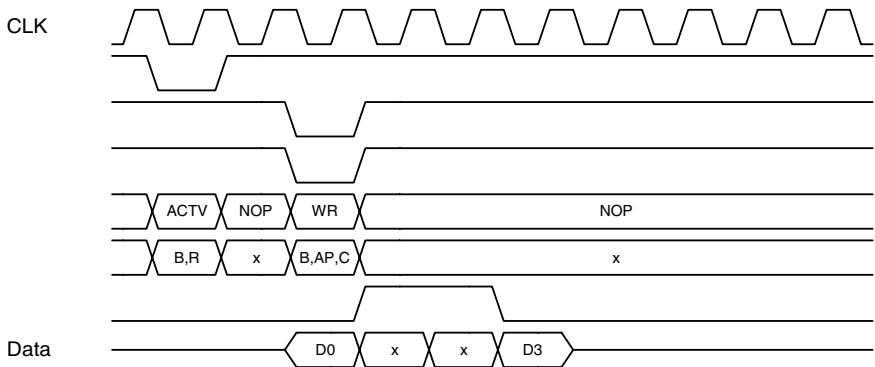 CLK
ACTV NOP WR NOP
B,R x B,AP,C x
Data D0 x x D3